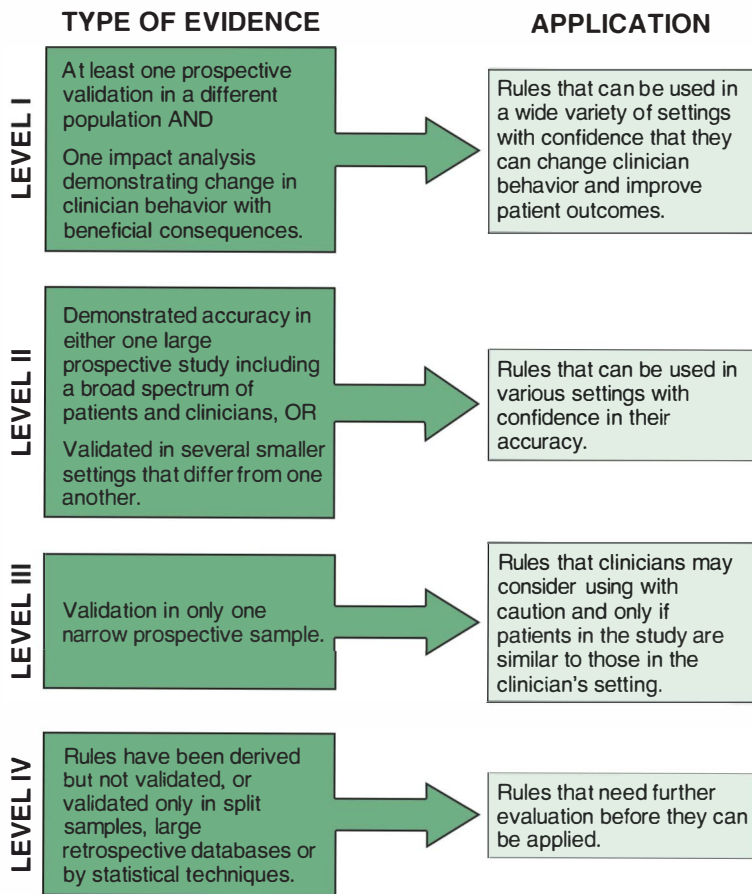 TYPE OF EVIDENCE
APPLICATION
LEVEL I
At least one prospective
validation in a different
population AND
One impact analysis
demonstrating change in
clinician behavior with
beneficial consequences.
Rules that can be used in
a wide variety of settings
with confidence that they
can change clinician
behavior and improve
patient outcomes.
LEVEL II
Demonstrated accuracy in
either one large
prospective study including
a broad spectrum of
patients and clinicians, OR
Validated in several smaller
settings that differ from one
another.
Rules that can be used in
various settings with
confidence in their
accuracy.
LEVEL III
Validation in only one
narrow prospective sample.
Rules that clinicians may
consider using with
caution and only if
patients in the study are
similar to those in the
clinician's setting.
LEVEL IV
Rules have been derived
but not validated, or
validated only in split
samples, large
retrospective databases or
by statistical techniques.
Rules that need further
evaluation before they can
be applied.